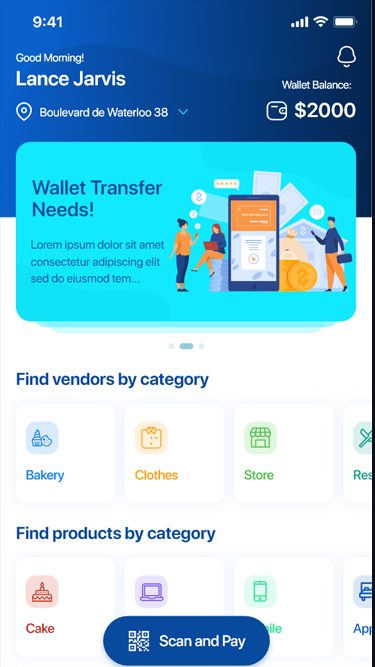 9:41
Good Morning!
Lance Jarvis
Wallet Balance:
Boulevard de Waterloo 38
$2000
Wallet Transfer
Needs!
Lorem ipsum dolor sit amet
consectetur adipiscing elit
sed do eiusmod tem...
Find vendors by category
Bakery
Clothes
Store
Res
Find products by category
Cake
bile
App
Scan and Pay